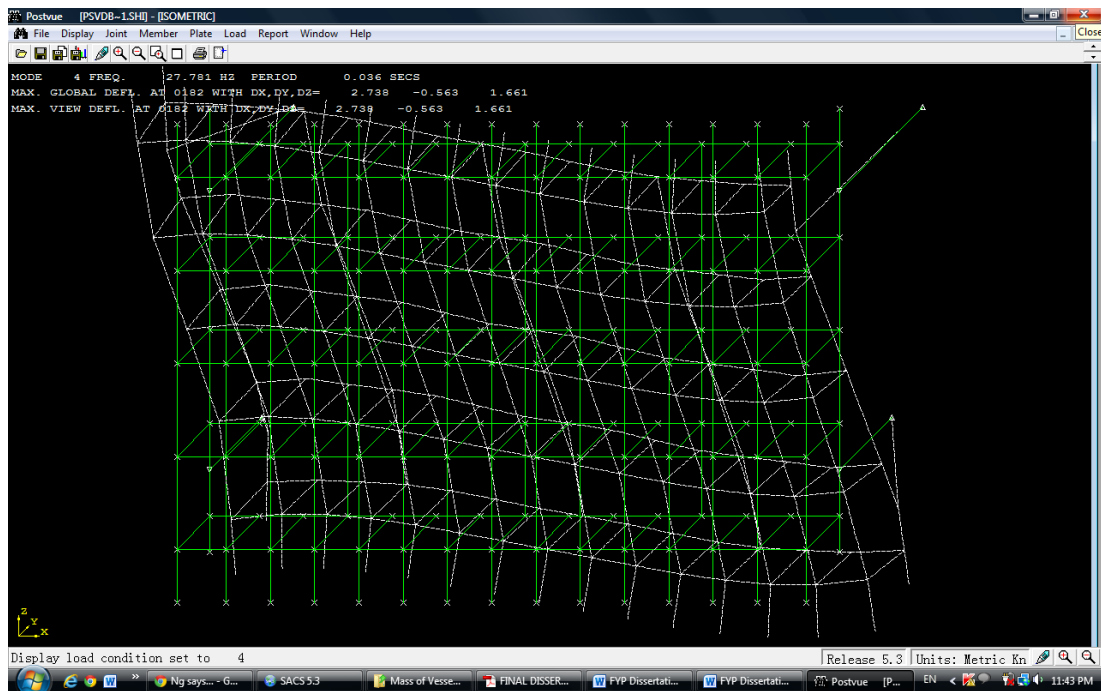 Postvue [PSVDB~1.SHI] - [ISOMETRIC]
Close
File Display Joint Member Plate Load Report Window Help
MODE 4 FREQ. 27.781 HZ PERIOD 0.036 SECS
MAX. GLOBAL DEFL. AT 0182 WITH DX,DY,DZ= 2.738 -0.563 1.661
MAX. VIEW DEFL. AT 0182 WITH DX,DY,DZ= 2.738 -0.563 1.661
Z
Y
X
Display load condition set to 4
Release 5.3 Units: Metric Kn
Ng says... - G... SACS 5.3 Mass of Vesse... FINAL DISSER... FYP Dissertati... FYP Dissertati... Postvue [P... EN 11:43 PM